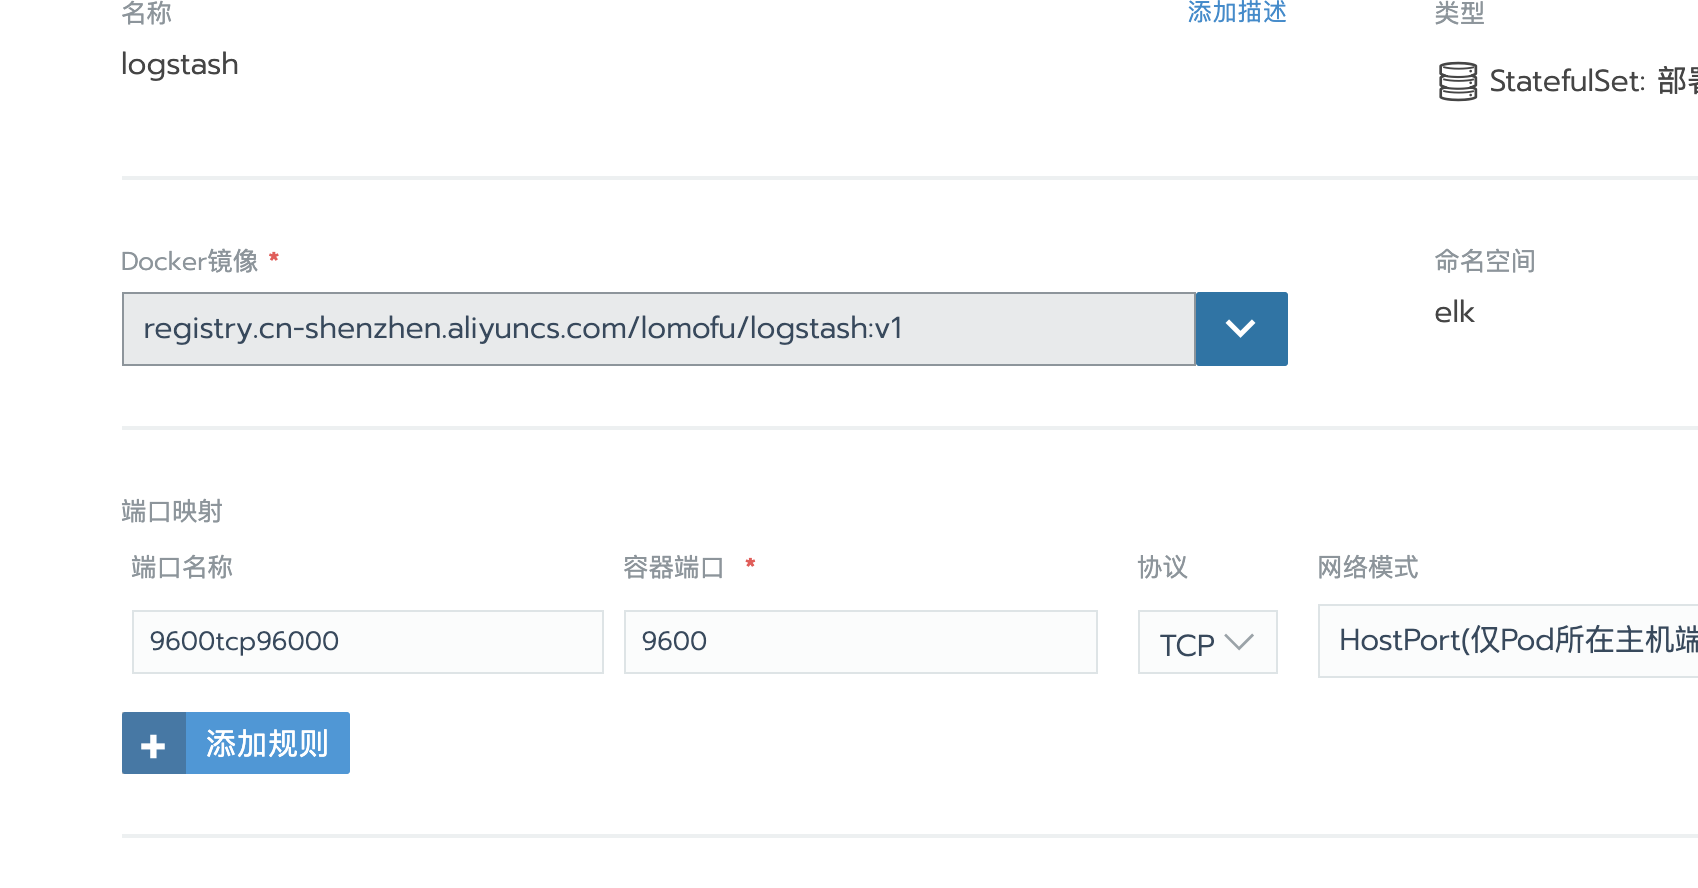 名称
添加描述
类型
logstash
StatefulSet: 部署
Docker镜像 *
命名空间
registry.cn-shenzhen.aliyuncs.com/lomofu/logstash:v1
elk
端口映射
端口名称
容器端口 *
协议
网络模式
9600tcp96000
9600
TCP
HostPort(仅Pod所在主机端
添加规则